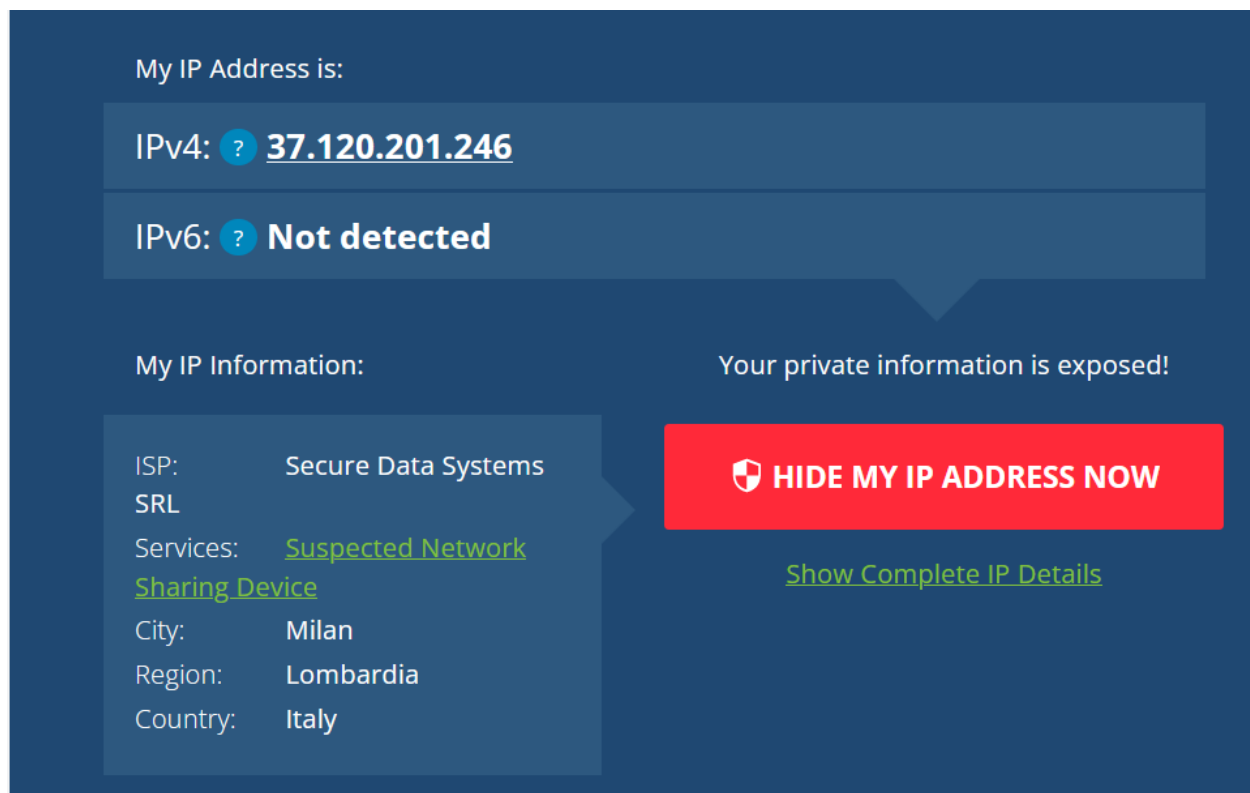 My IP Address is:
IPv4: ? 37.120.201.246
IPv6: ? Not detected
My IP Information:
Your private information is exposed!
ISP: Secure Data Systems
SRL
Services: Suspected Network
Sharing Device
City: Milan
Region: Lombardia
Country: Italy
HIDE MY IP ADDRESS NOW
Show Complete IP Details